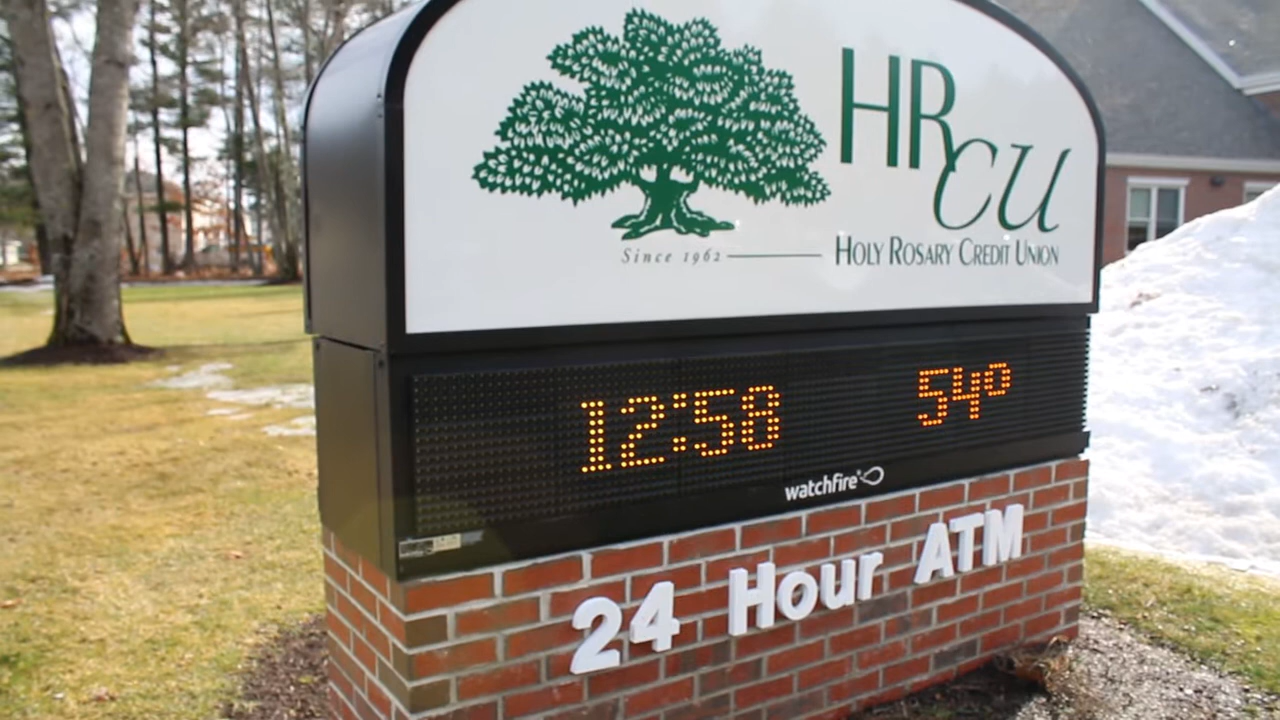 HR
CU
Since 1962
HOLY ROSARY CREDIT UNION
12:58 54°
watchfire
24 Hour ATM